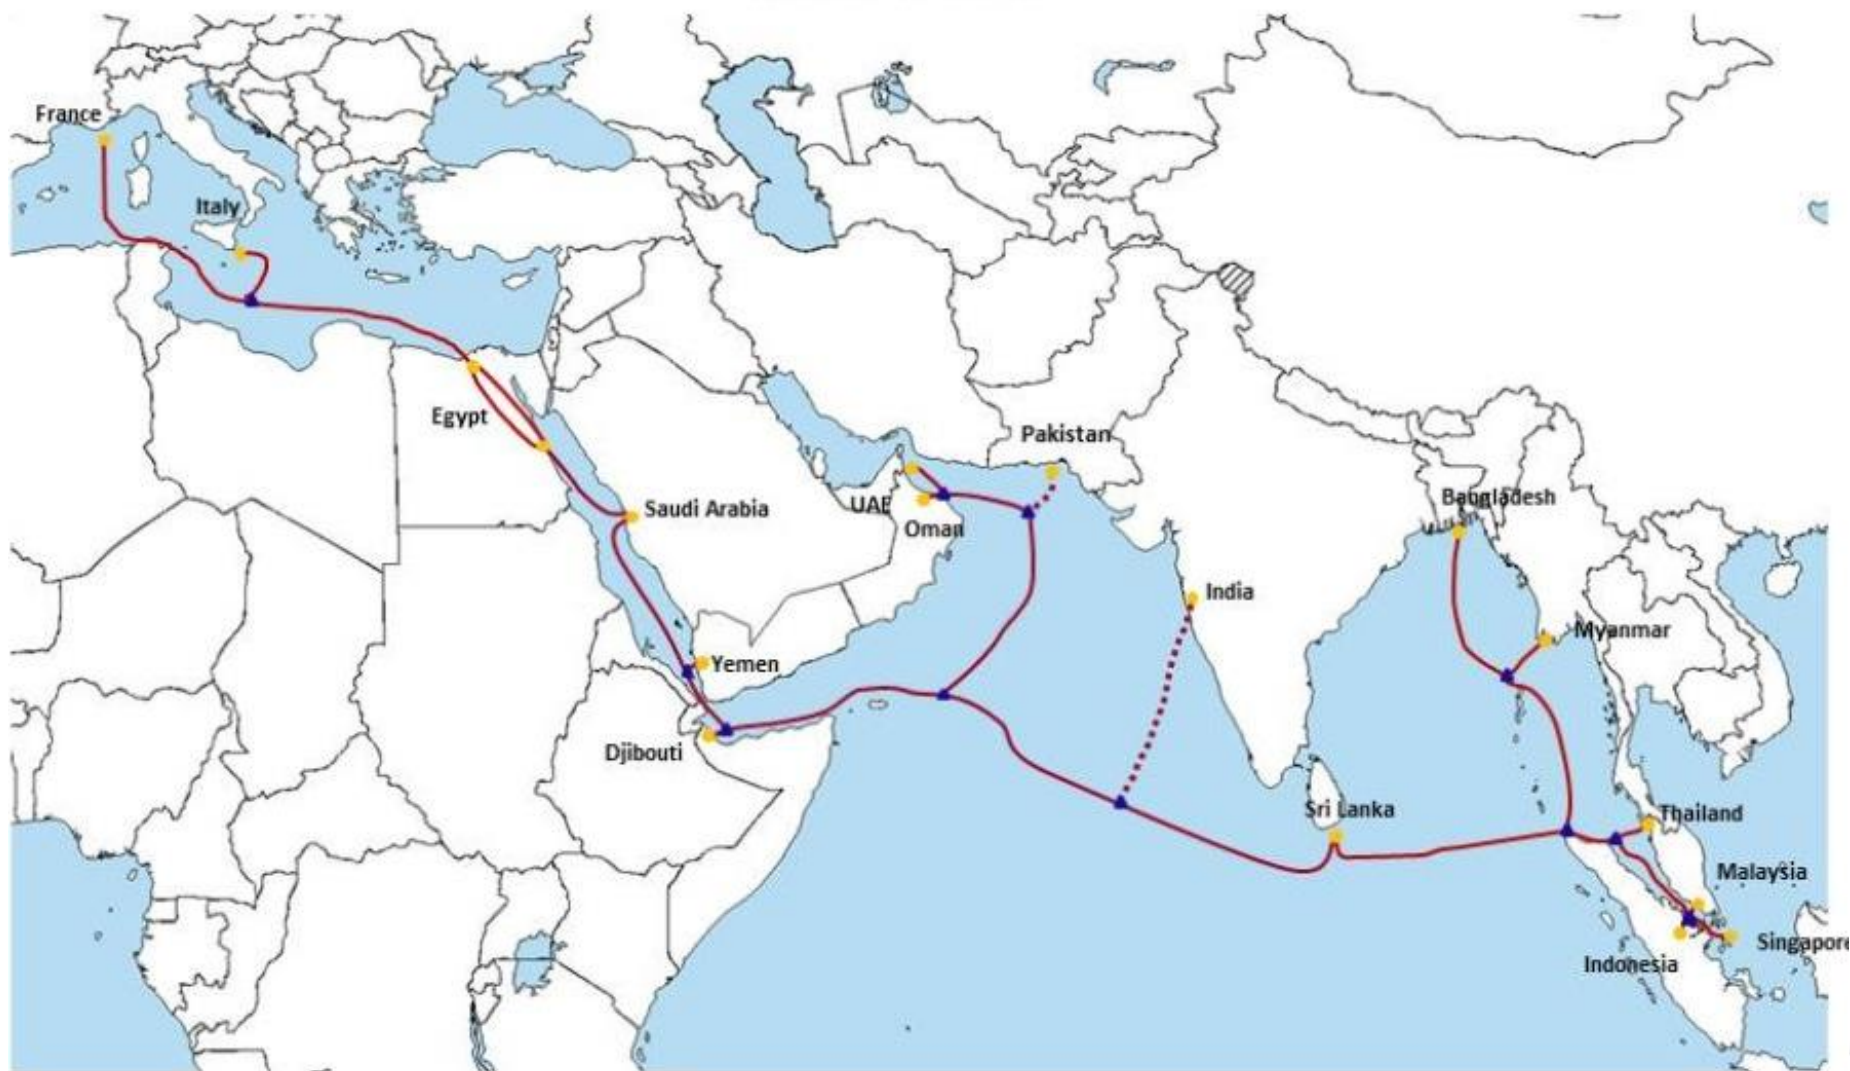 France
Italy
Egypt
Pakistan
Saudi Arabia
UAE
Oman
Bangladesh
India
Myanmar
Yemen
Djibouti
Sri Lanka
Thailand
Malaysia
Singapore
Indonesia